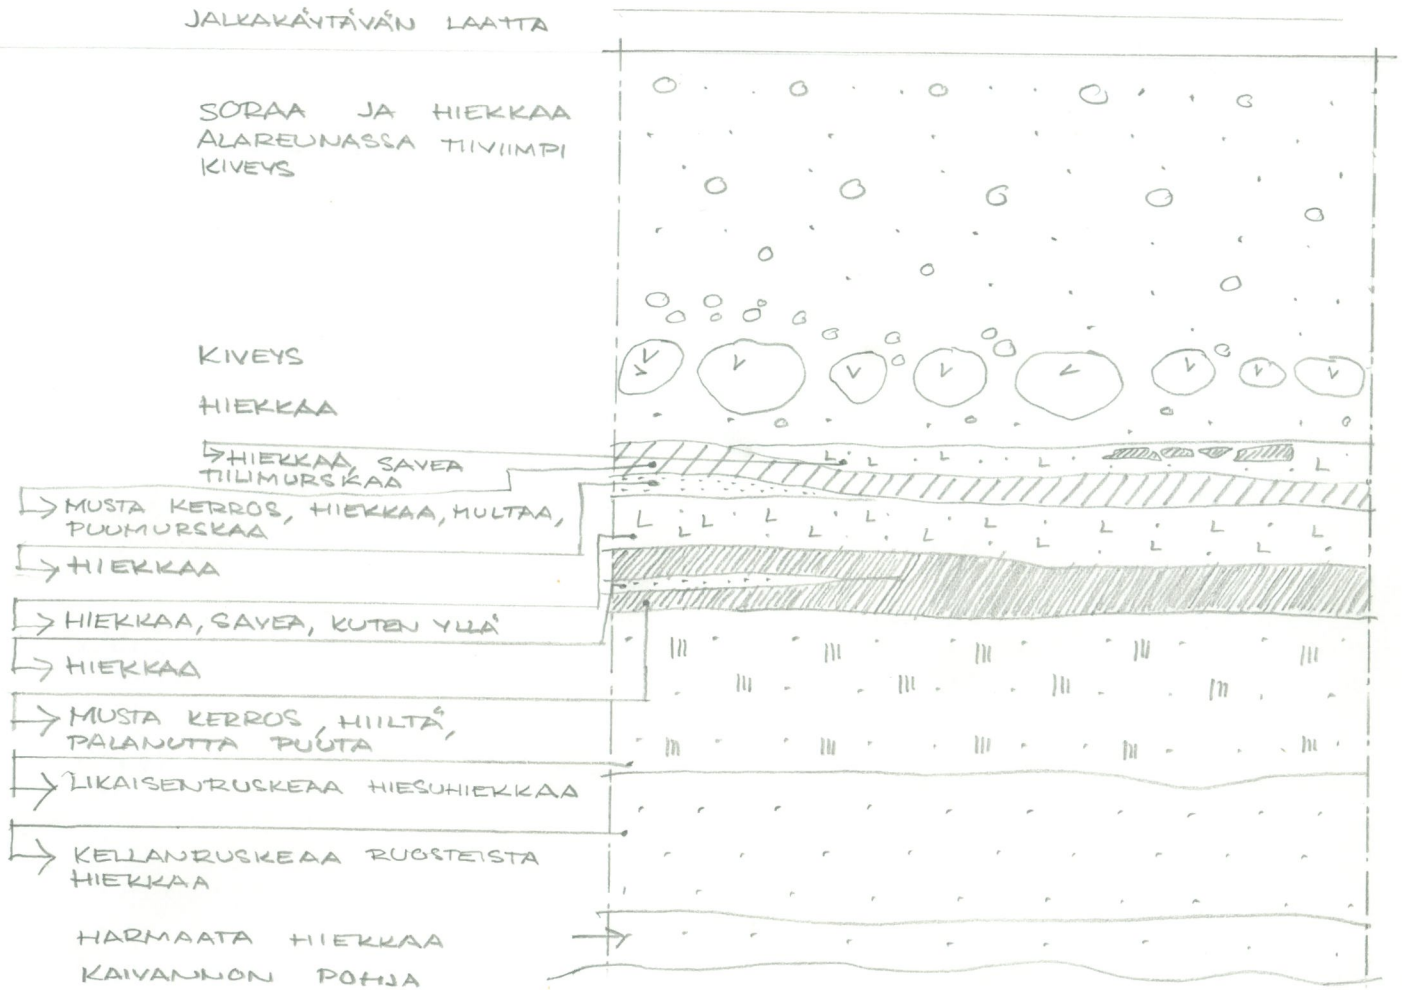 JALKAKÄYTÄVÄN LAATTA
SORAA JA HIEKKAA
ALAREUNASSA TIIVIIMPI
KIVEYS
KIVEYS
HIEKKAA
HIEKKAA, SAVEA
TIILIMURSKAA
MUSTA KERROS, HIEKKAA, MULTAA,
PUUMURSKAA
HIEKKAA
HIEKKAA, SAVEA, KUTEN YLLÄ
HIEKKAA
MUSTA KERROS, HIILTÄ,
PALANUTTA PUUTA
LIKAISENRUSKEAA HIESUHIEKKAA
KELLANRUSKEAA RUOSTEISTA
HIEKKAA
HARMAATA HIEKKAA
KAIVANNON POHJA